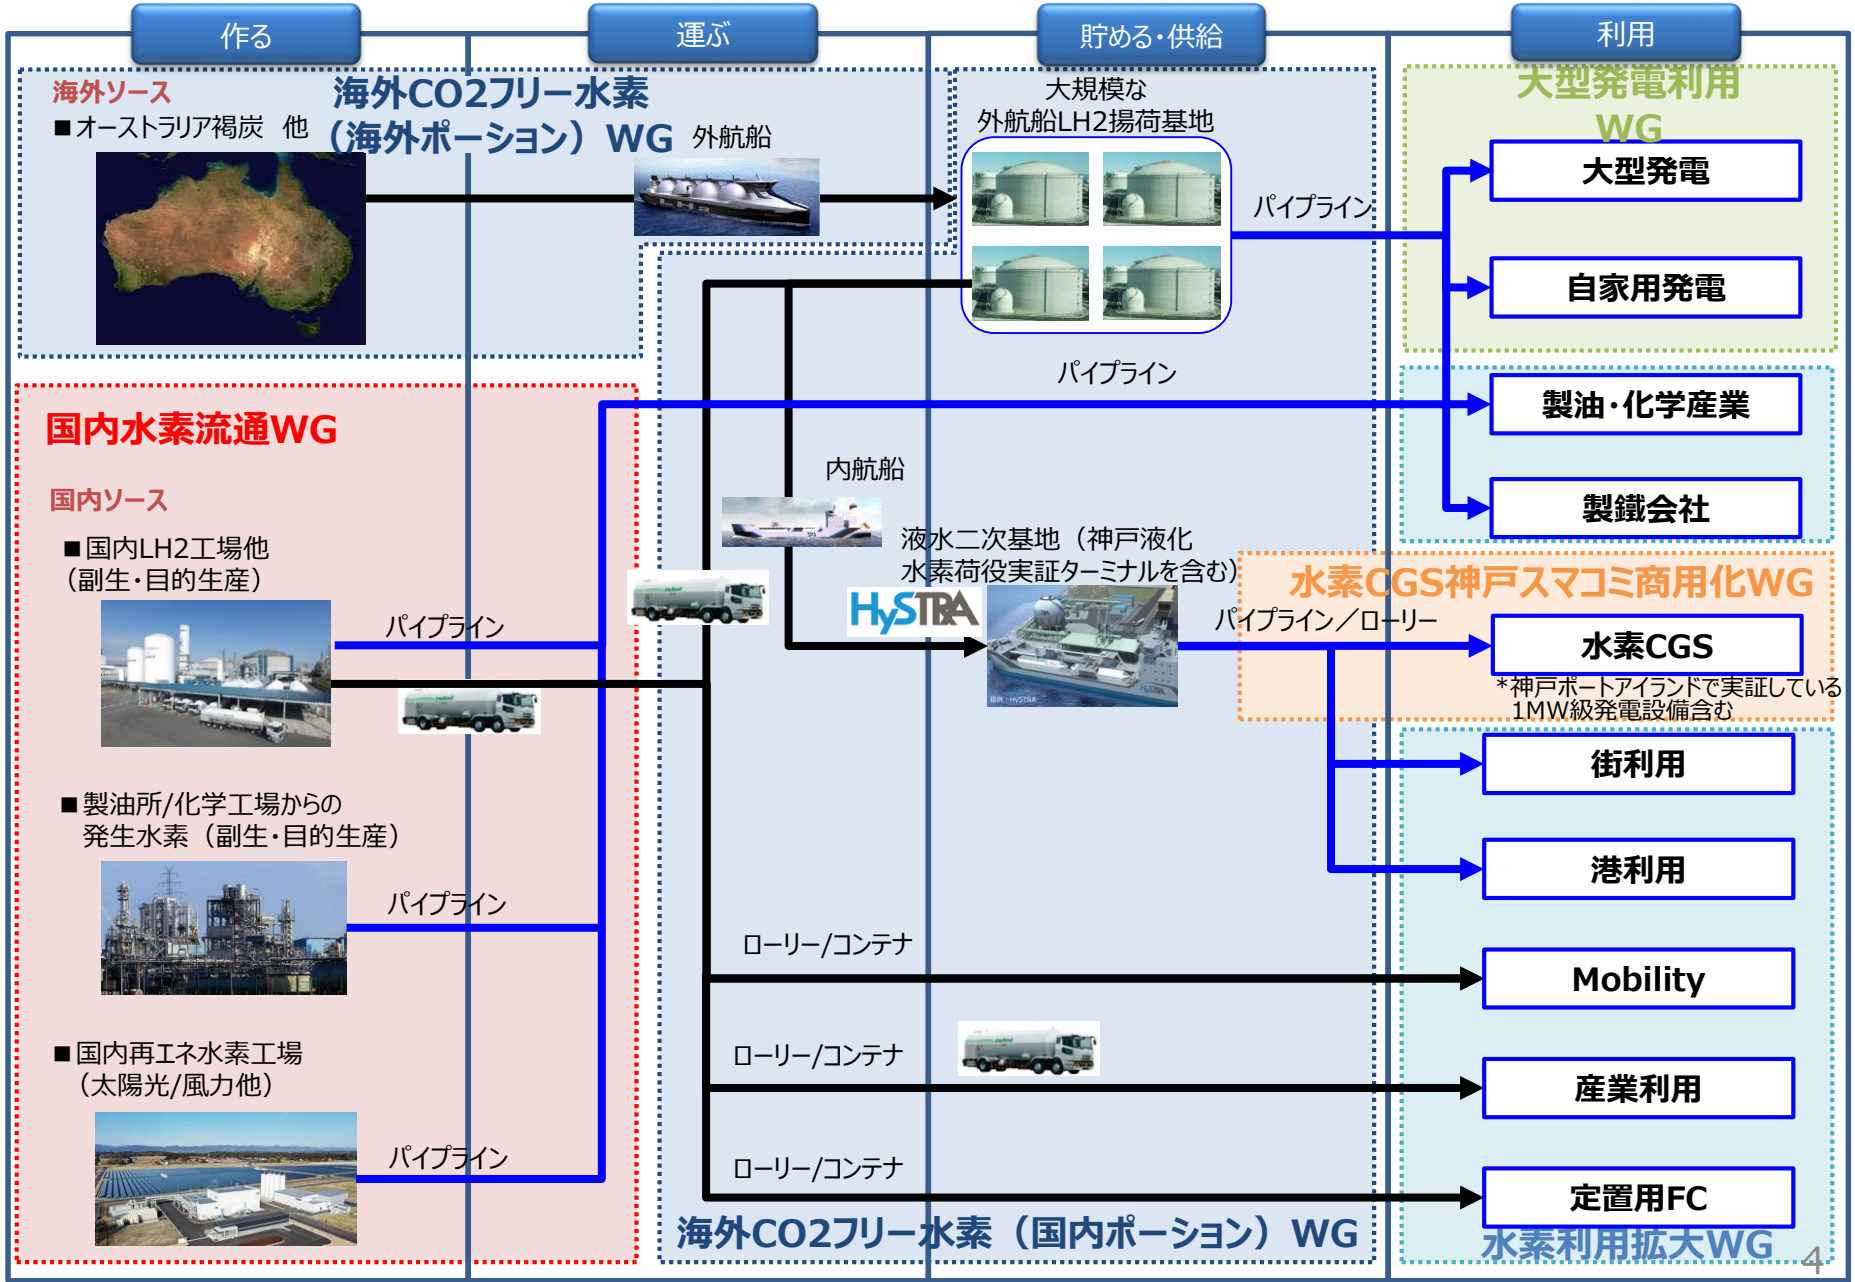 作る
運ぶ
貯める・供給
利用
海外ソース
■オーストラリア褐炭 他
海外CO2フリー水素
（海外ポーション）WG
外航船
LH2
大規模な
外航船LH2揚荷基地
パイプライン
大型発電利用
WG
大型発電
自家用発電
パイプライン
製油・化学産業
製鐵会社
国内水素流通WG
国内ソース
■国内LH2工場他
（副生・目的生産）
パイプライン
内航船
液水二次基地（神戸液化
水素荷役実証ターミナルを含む）
HySTRA
提供：HySTRA
水素CGS神戸スマコミ商用化WG
パイプライン／ローリー
水素CGS
*神戸ポートアイランドで実証している
1MW級発電設備含む
街利用
港利用
■製油所/化学工場からの
発生水素（副生・目的生産）
パイプライン
ローリー/コンテナ
Mobility
■国内再エネ水素工場
（太陽光/風力他）
パイプライン
ローリー/コンテナ
産業利用
ローリー/コンテナ
定置用FC
海外CO2フリー水素（国内ポーション）WG
水素利用拡大WG
4